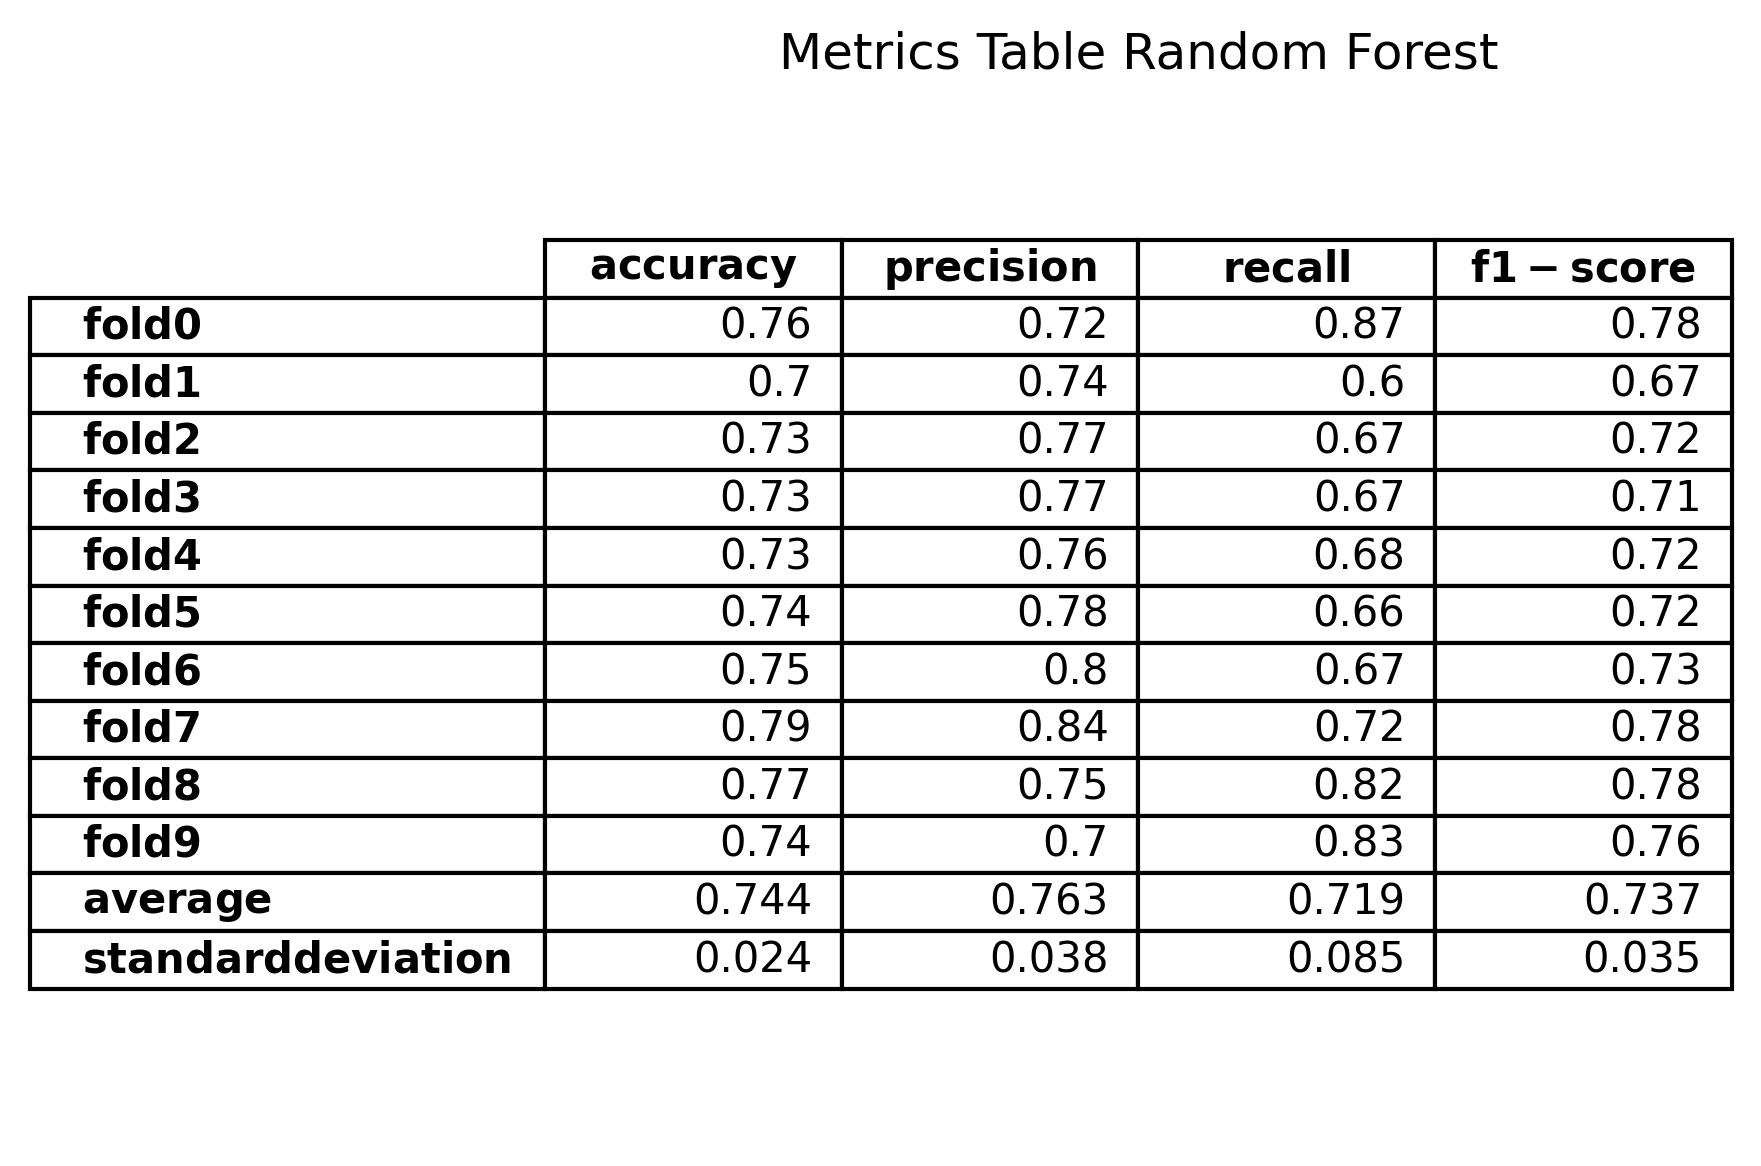 Metrics Table Random Forest
accuracy precision recall f1 − score
fold0 0.76 0.72 0.87 0.78
fold1 0.7 0.74 0.6 0.67
fold2 0.73 0.77 0.67 0.72
fold3 0.73 0.77 0.67 0.71
fold4 0.73 0.76 0.68 0.72
fold5 0.74 0.78 0.66 0.72
fold6 0.75 0.8 0.67 0.73
fold7 0.79 0.84 0.72 0.78
fold8 0.77 0.75 0.82 0.78
fold9 0.74 0.7 0.83 0.76
average 0.744 0.763 0.719 0.737
standarddeviation 0.024 0.038 0.085 0.035